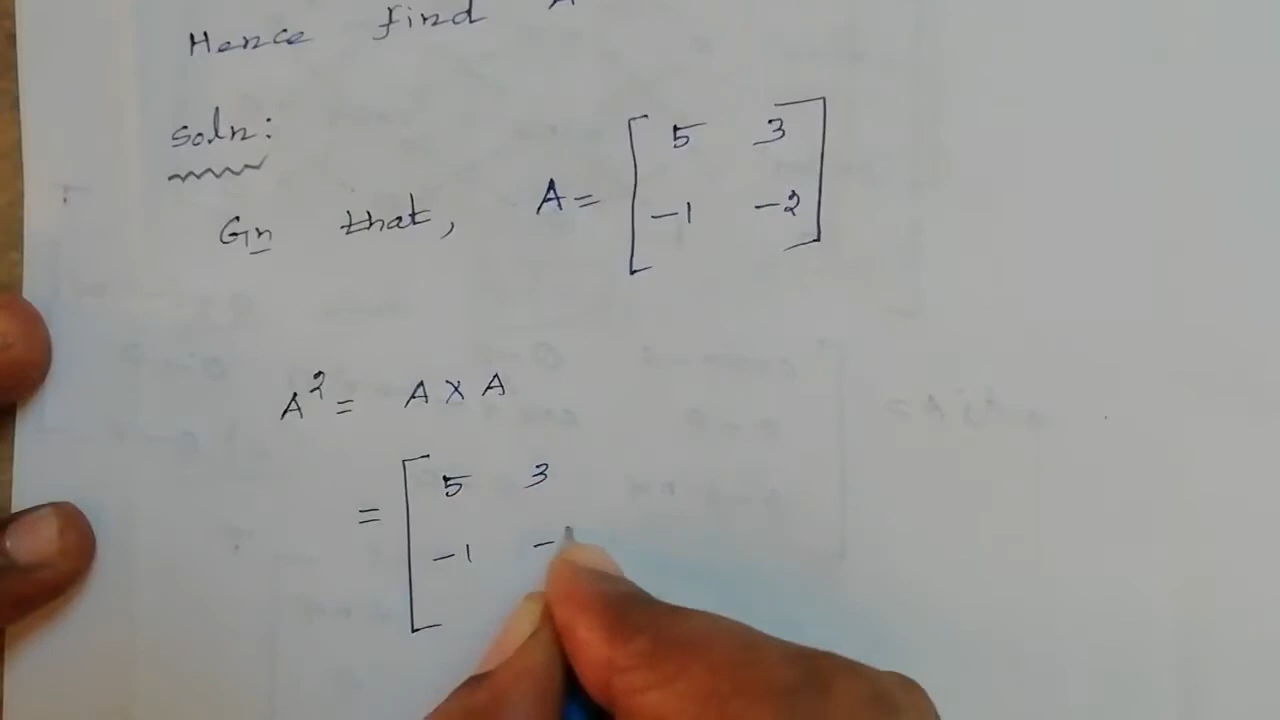 Hence find A
Soln:
Gn that, A = [ 5 3
-1 -2 ]
A² = A X A
= [ 5 3
-1 -